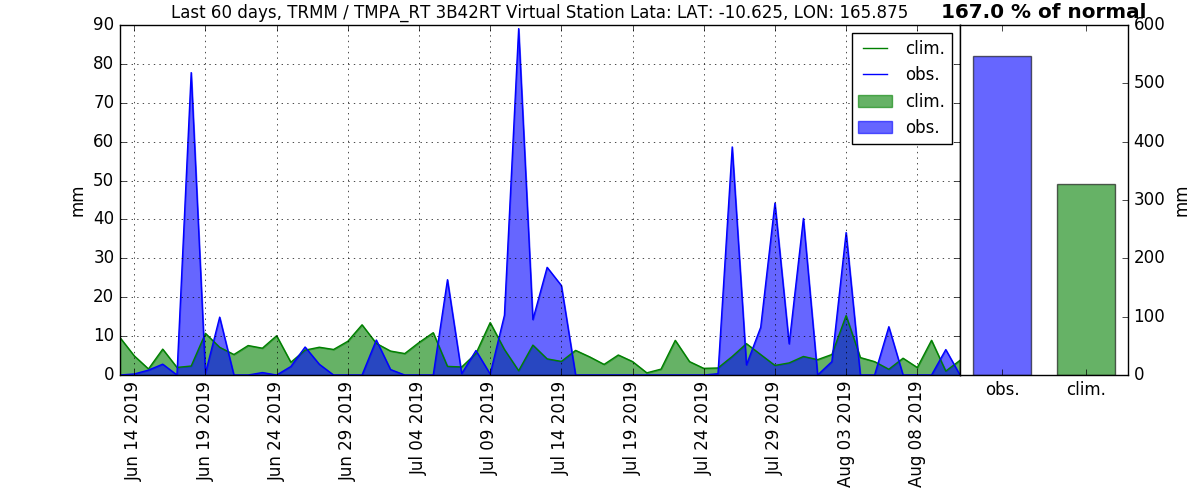 Last 60 days, TRMM / TMPA_RT 3B42RT Virtual Station Lata: LAT: -10.625, LON: 165.875
167.0 % of normal
90
80
70
60
50
40
30
20
10
0
mm
clim.
obs.
clim.
obs.
Jun 14 2019
Jun 19 2019
Jun 24 2019
Jun 29 2019
Jul 04 2019
Jul 09 2019
Jul 14 2019
Jul 19 2019
Jul 24 2019
Jul 29 2019
Aug 03 2019
Aug 08 2019
600
500
400
300
200
100
0
mm
obs.
clim.